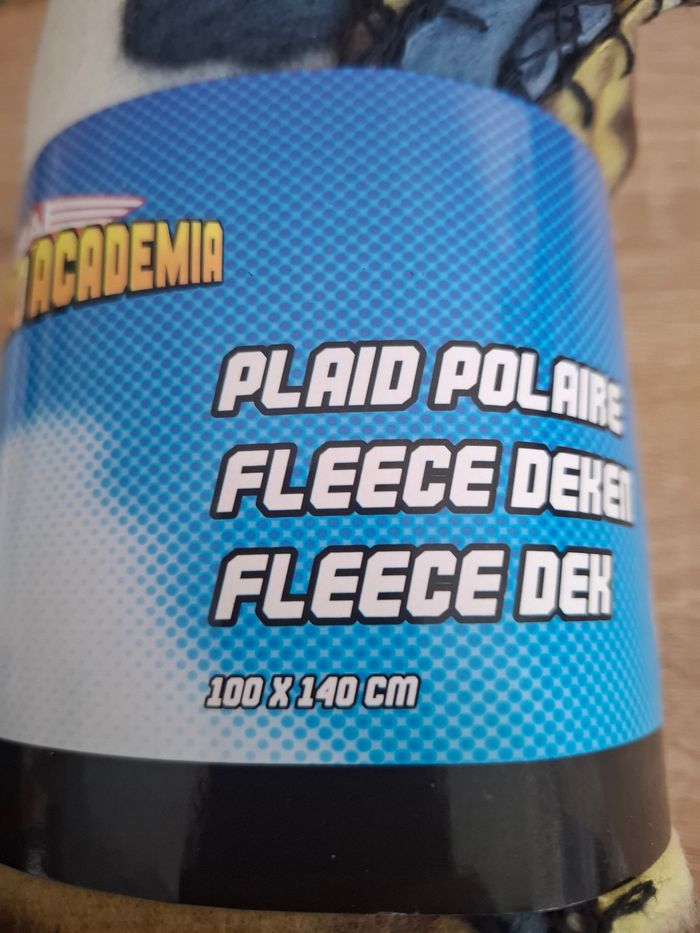 ACADEMIA
PLAID POLAIRE
FLEECE DEKEN
FLEECE DEK
100 X 140 CM